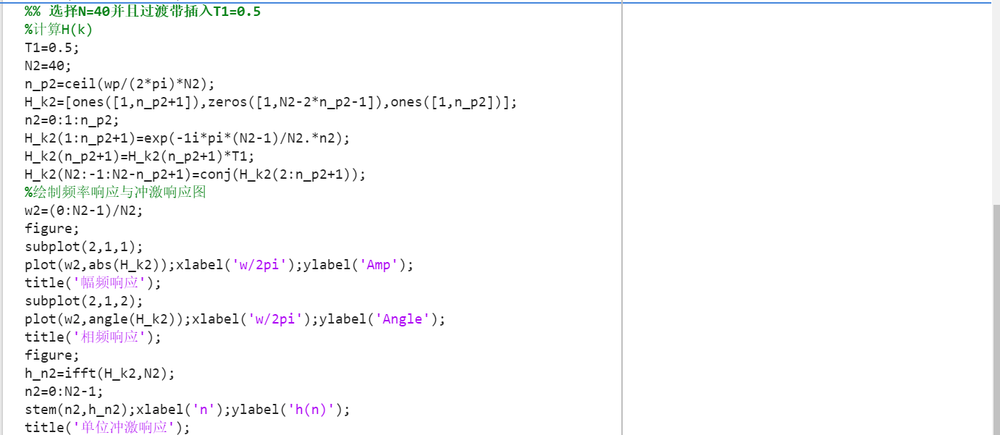 %% 选择N=40并且过渡带插入T1=0.5
%计算H(k)
T1=0.5;
N2=40;
n_p2=ceil(wp/(2*pi)*N2);
H_k2=[ones([1,n_p2+1]),zeros([1,N2-2*n_p2-1]),ones([1,n_p2])];
n2=0:1:n_p2;
H_k2(1:n_p2+1)=exp(-1i*pi*(N2-1)/N2.*n2);
H_k2(n_p2+1)=H_k2(n_p2+1)*T1;
H_k2(N2:-1:N2-n_p2+1)=conj(H_k2(2:n_p2+1));
%绘制频率响应与冲激响应图
w2=(0:N2-1)/N2;
figure;
subplot(2,1,1);
plot(w2,abs(H_k2));xlabel('w/2pi');ylabel('Amp');
title('幅频响应');
subplot(2,1,2);
plot(w2,angle(H_k2));xlabel('w/2pi');ylabel('Angle');
title('相频响应');
figure;
h_n2=ifft(H_k2,N2);
n2=0:N2-1;
stem(n2,h_n2);xlabel('n');ylabel('h(n)');
title('单位冲激响应');